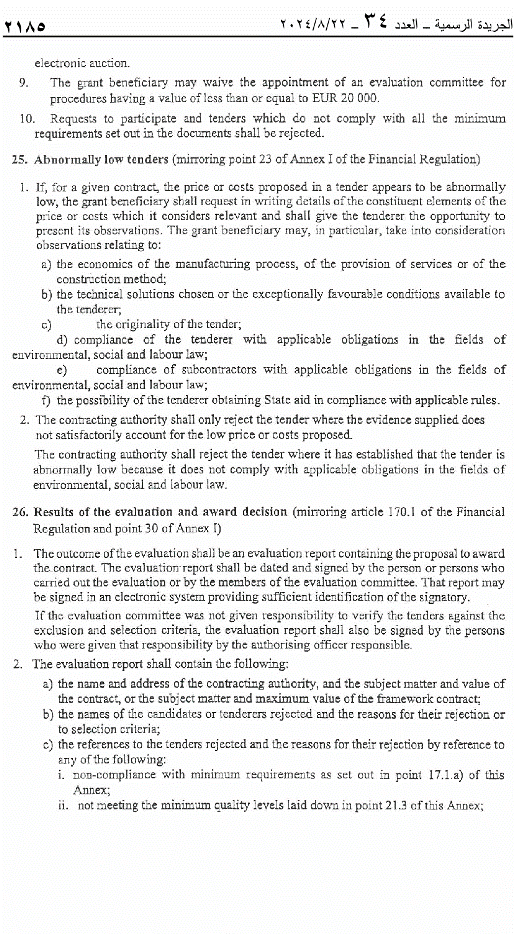 الجريدة الرسمية – العدد ٣٤ – ٢٠٢٤/٨/٢٢
٢١٨٥
electronic auction.
9. The grant beneficiary may waive the appointment of an evaluation committee for
procedures having a value of less than or equal to EUR 20 000.
10. Requests to participate and tenders which do not comply with all the minimum
requirements set out in the documents shall be rejected.
25. Abnormally low tenders (mirroring point 23 of Annex I of the Financial Regulation)
1. If, for a given contract, the price or costs proposed in a tender appears to be abnormally
low, the grant beneficiary shall request in writing details of the constituent elements of the
price or costs which it considers relevant and shall give the tenderer the opportunity to
present its observations. The grant beneficiary may, in particular, take into consideration
observations relating to:
a) the economics of the manufacturing process, of the provision of services or of the
construction method;
b) the technical solutions chosen or the exceptionally favourable conditions available to
the tenderer;
c) the originality of the tender;
d) compliance of the tenderer with applicable obligations in the fields of
environmental, social and labour law;
e) compliance of subcontractors with applicable obligations in the fields of
environmental, social and labour law;
f) the possibility of the tenderer obtaining State aid in compliance with applicable rules.
2. The contracting authority shall only reject the tender where the evidence supplied does
not satisfactorily account for the low price or costs proposed.
The contracting authority shall reject the tender where it has established that the tender is
abnormally low because it does not comply with applicable obligations in the fields of
environmental, social and labour law.
26. Results of the evaluation and award decision (mirroring article 170.1 of the Financial
Regulation and point 30 of Annex I)
1. The outcome of the evaluation shall be an evaluation report containing the proposal to award
the contract. The evaluation report shall be dated and signed by the person or persons who
carried out the evaluation or by the members of the evaluation committee. That report may
be signed in an electronic system providing sufficient identification of the signatory.
If the evaluation committee was not given responsibility to verify the tenders against the
exclusion and selection criteria, the evaluation report shall also be signed by the persons
who were given that responsibility by the authorising officer responsible.
2. The evaluation report shall contain the following:
a) the name and address of the contracting authority, and the subject matter and value of
the contract, or the subject matter and maximum value of the framework contract;
b) the names of the candidates or tenderers rejected and the reasons for their rejection or
to selection criteria;
c) the references to the tenders rejected and the reasons for their rejection by reference to
any of the following:
i. non-compliance with minimum requirements as set out in point 17.1.a) of this
Annex;
ii. not meeting the minimum quality levels laid down in point 21.3 of this Annex;